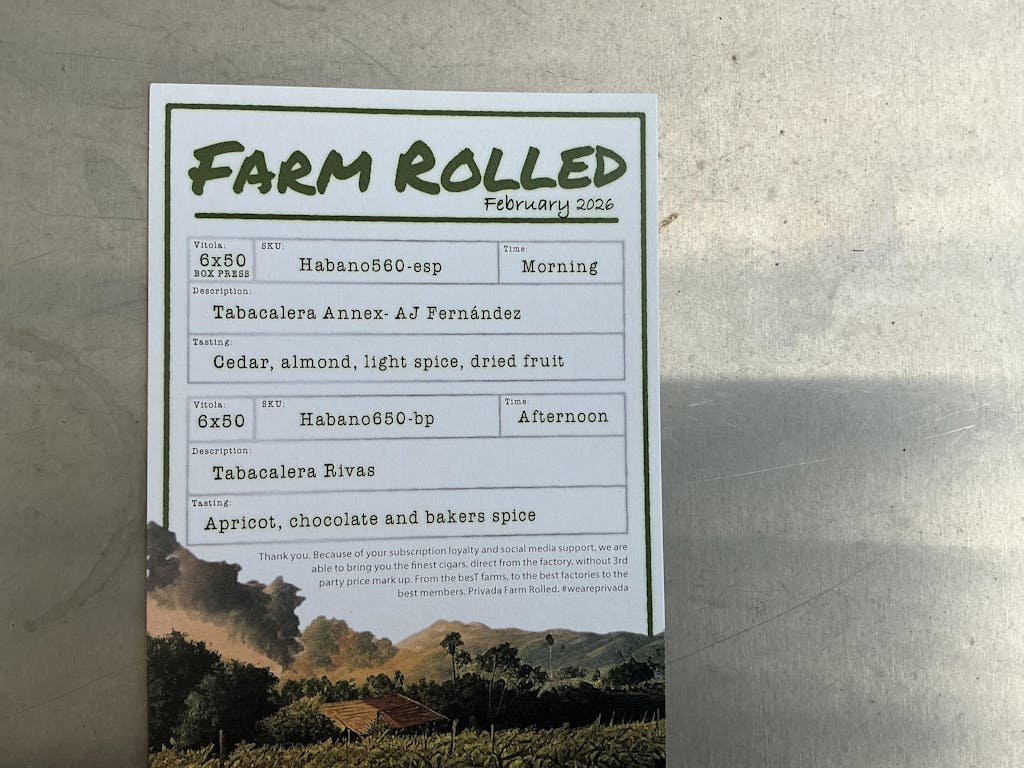 FARM ROLLED
February 2026
Vitola: SKU: Time:
6x50 Habano560-esp Morning
BOX PRESS
Description:
Tabacalera Annex- AJ Fernández
Tasting:
Cedar, almond, light spice, dried fruit
Vitola: SKU: Time:
6x50 Habano650-bp Afternoon
Description:
Tabacalera Rivas
Tasting:
Apricot, chocolate and bakers spice
Thank you. Because of your subscription loyalty and social media support, we are
able to bring you the finest cigars, direct from the factory, without 3rd
party price mark up. From the besT farms, to the best factories to the
best members. Privada Farm Rolled. #weareprivada